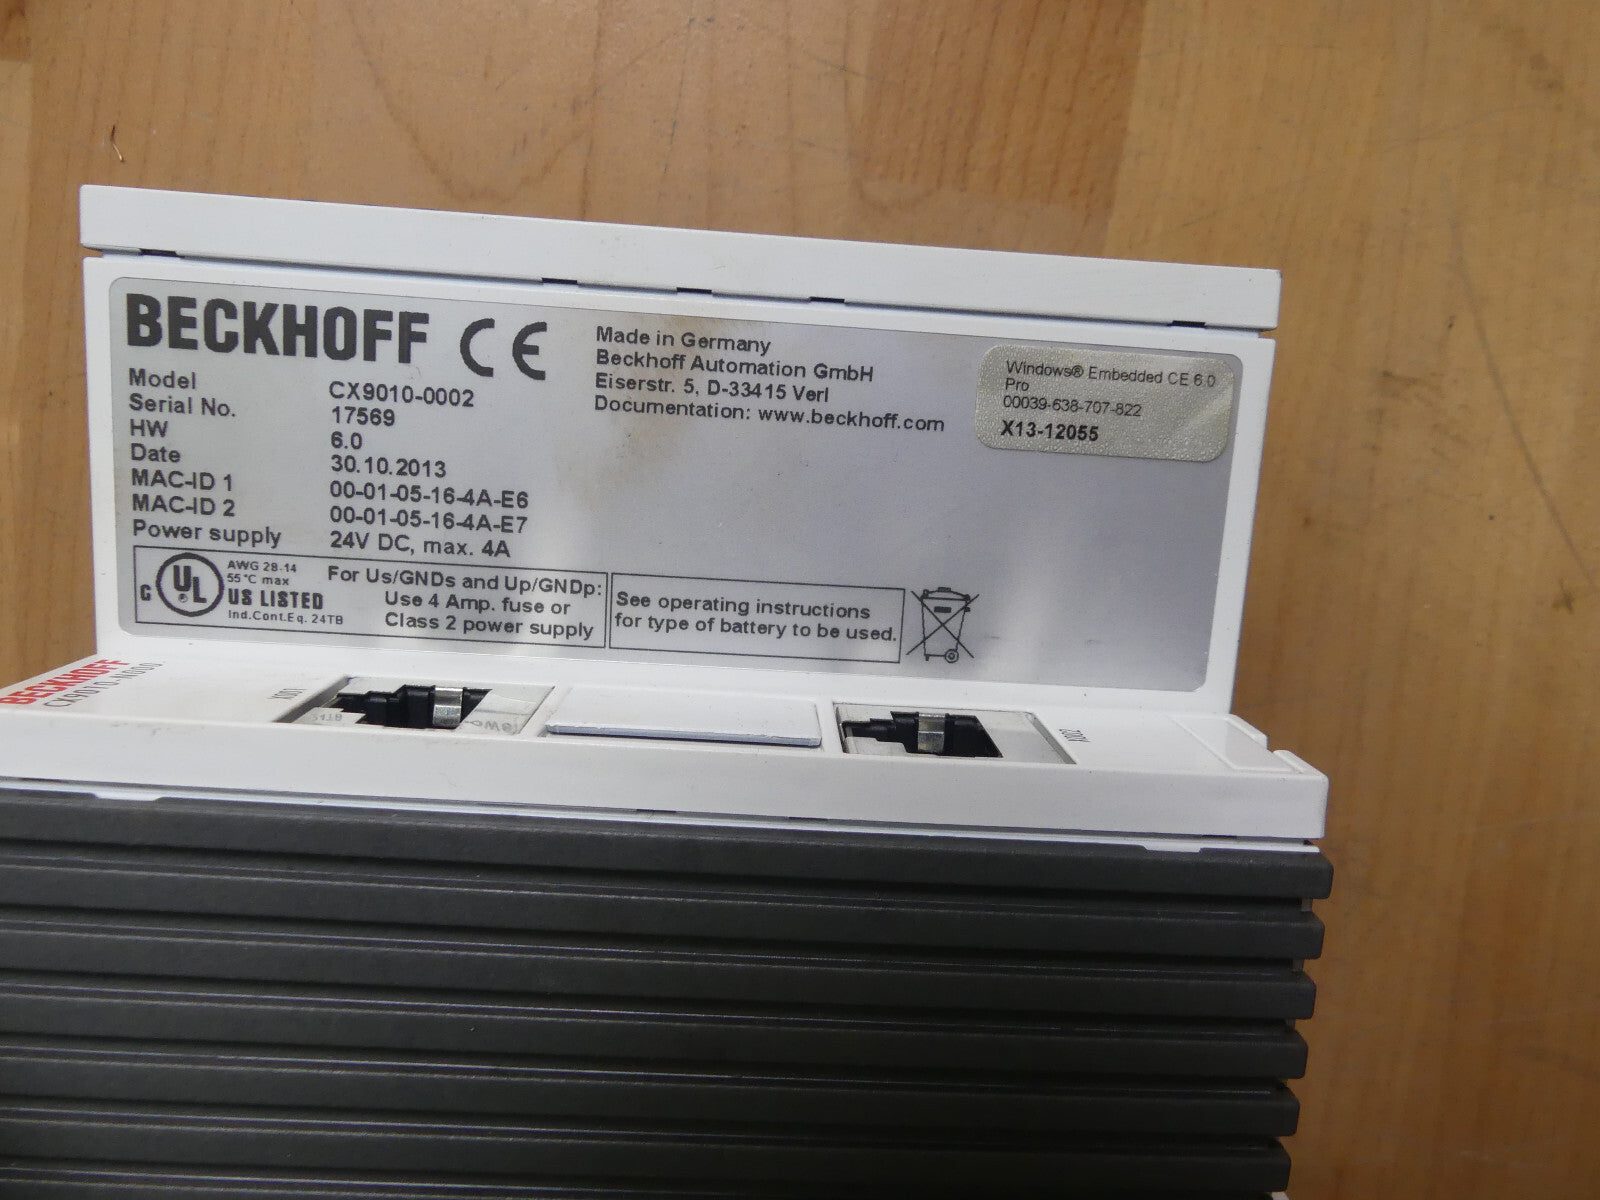 BECKHOFF CE
Model CX9010-0002
Serial No. 17569
HW 6.0
Date 30.10.2013
MAC-ID 1 00-01-05-16-4A-E6
MAC-ID 2 00-01-05-16-4A-E7
Power supply 24V DC, max. 4A
Made in Germany
Beckhoff Automation GmbH
Eiserstr. 5, D-33415 Verl
Documentation: www.beckhoff.com
Windows® Embedded CE 6.0
Pro
00039-638-707-822
X13-12055
C UL ®
AWG 28-14
55°C max
US LISTED
Ind.Cont.Eq. 24TB
For Us/GNDs and Up/GNDp:
Use 4 Amp. fuse or
Class 2 power supply
See operating instructions
for type of battery to be used.
BECKHOFF
X001
X002